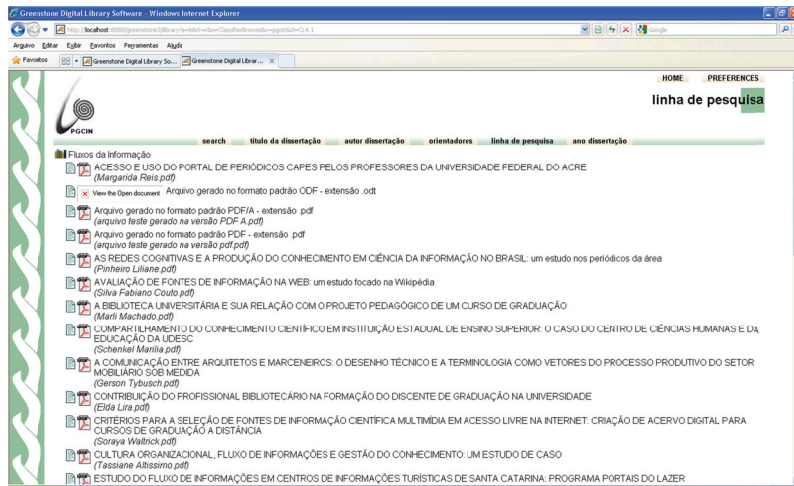 Greenstone Digital Library Software - Windows Internet Explorer
Google
Arquivo Editar Exibir Favoritos Ferramentas Ajuda
Favoritos Greenstone Digital Library So... Greenstone Digital Librar... X
HOME PREFERENCES
linha de pesquisa
PGCIN
search título da dissertação autor dissertação orientadores linha de pesquisa ano dissertação
Fluxos da Informação
ACESSO E USO DO PORTAL DE PERIÓDICOS CAPES PELOS PROFESSORES DA UNIVERSIDADE FEDERAL DO ACRE
(Margarida Reis.pdf)
View the Open document Arquivo gerado no formato padrão ODF - extensão .odt
Arquivo gerado no formato padrão PDF/A - extensão .pdf
(arquivo teste gerado na versão PDF A.pdf)
Arquivo gerado no formato padrão PDF - extensão .pdf
(arquivo teste gerado na versão pdf.pdf)
AS REDES COGNITIVAS E A PRODUÇÃO DO CONHECIMENTO EM CIÊNCIA DA INFORMAÇÃO NO BRASIL: um estudo nos periódicos da área
(Pinheiro Liliane.pdf)
AVALIAÇÃO DE FONTES DE INFORMAÇÃO NA WEB: um estudo focado na Wikipédia
(Silva Fabiano Couto.pdf)
A BIBLIOTECA UNIVERSITÁRIA E SUA RELAÇÃO COM O PROJETO PEDAGÓGICO DE UM CURSO DE GRADUAÇÃO
(Marli Machado.pdf)
COMPARTILHAMENTO DO CONHECIMENTO CIENTÍFICO EM INSTITUIÇÃO ESTADUAL DE ENSINO SUPERIOR: O CASO DO CENTRO DE CIÊNCIAS HUMANAS E DA
EDUCAÇÃO DA UDESC
(Schenkel Marilia.pdf)
A COMUNICAÇÃO ENTRE ARQUITETOS E MARCENEIROS: O DESENHO TÉCNICO E A TERMINOLOGIA COMO VETORES DO PROCESSO PRODUTIVO DO SETOR
MOBILIÁRIO SOB MEDIDA
(Gerson Tybusch.pdf)
CONTRIBUIÇÃO DO PROFISSIONAL BIBLIOTECÁRIO NA FORMAÇÃO DO DISCENTE DE GRADUAÇÃO NA UNIVERSIDADE
(Elda Lira.pdf)
CRITÉRIOS PARA A SELEÇÃO DE FONTES DE INFORMAÇÃO CIENTÍFICA MULTIMÍDIA EM ACESSO LIVRE NA INTERNET: CRIAÇÃO DE ACERVO DIGITAL PARA
CURSOS DE GRADUAÇÃO A DISTÂNCIA
(Soraya Waltrick.pdf)
CULTURA ORGANIZACIONAL, FLUXO DE INFORMAÇÕES E GESTÃO DO CONHECIMENTO: UM ESTUDO DE CASO
(Tassiane Altissimo.pdf)
ESTUDO DO FLUXO DE INFORMAÇÕES EM CENTROS DE INFORMAÇÕES TURÍSTICAS DE SANTA CATARINA: PROGRAMA PORTAIS DO LAZER